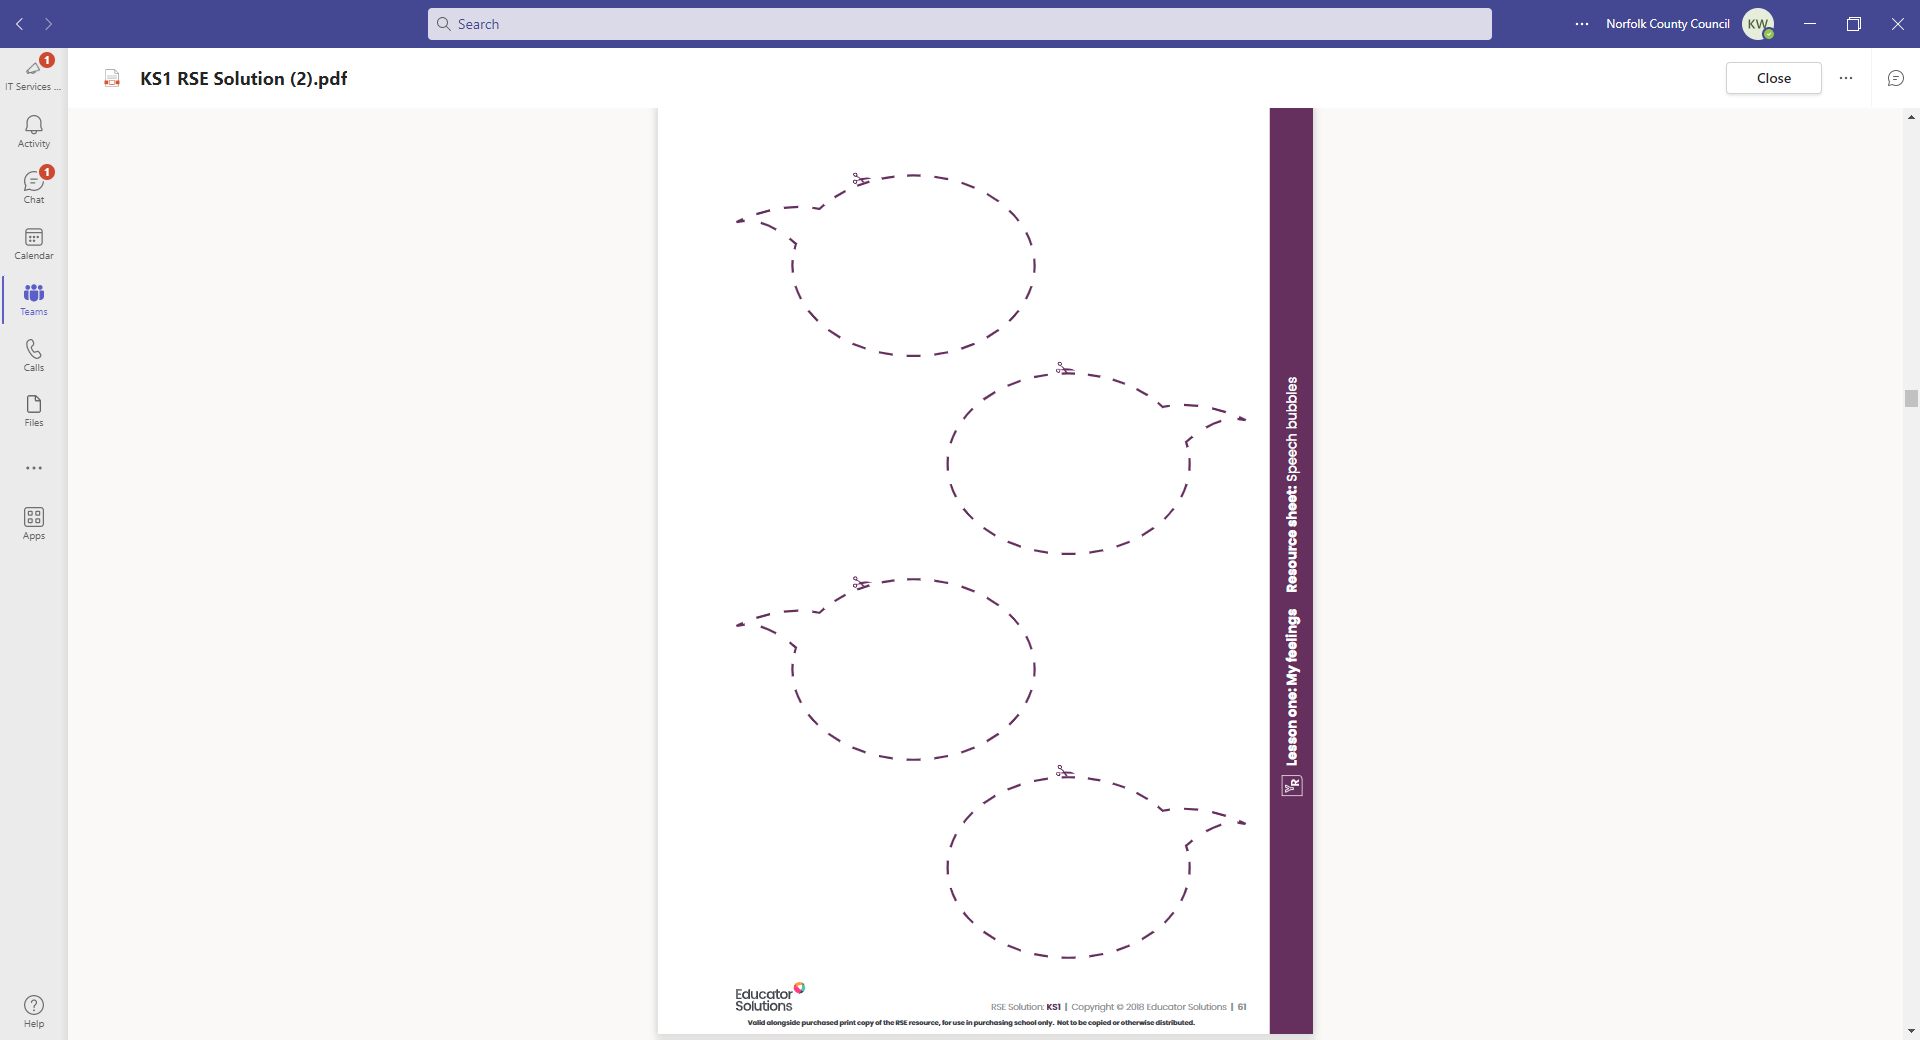 Search
Norfolk County Council
KW
1
IT Services ...
KS1 RSE Solution (2).pdf
Close
Activity
1
Chat
Calendar
Teams
Calls
Files
Apps
Help
Lesson one: My feelings Resource sheet: Speech bubbles
R
Educator
Solutions
RSE Solution: KS1 | Copyright © 2018 Educator Solutions | 61
Valid alongside purchased print copy of the RSE resource, for use in purchasing school only. Not to be copied or otherwise distributed.